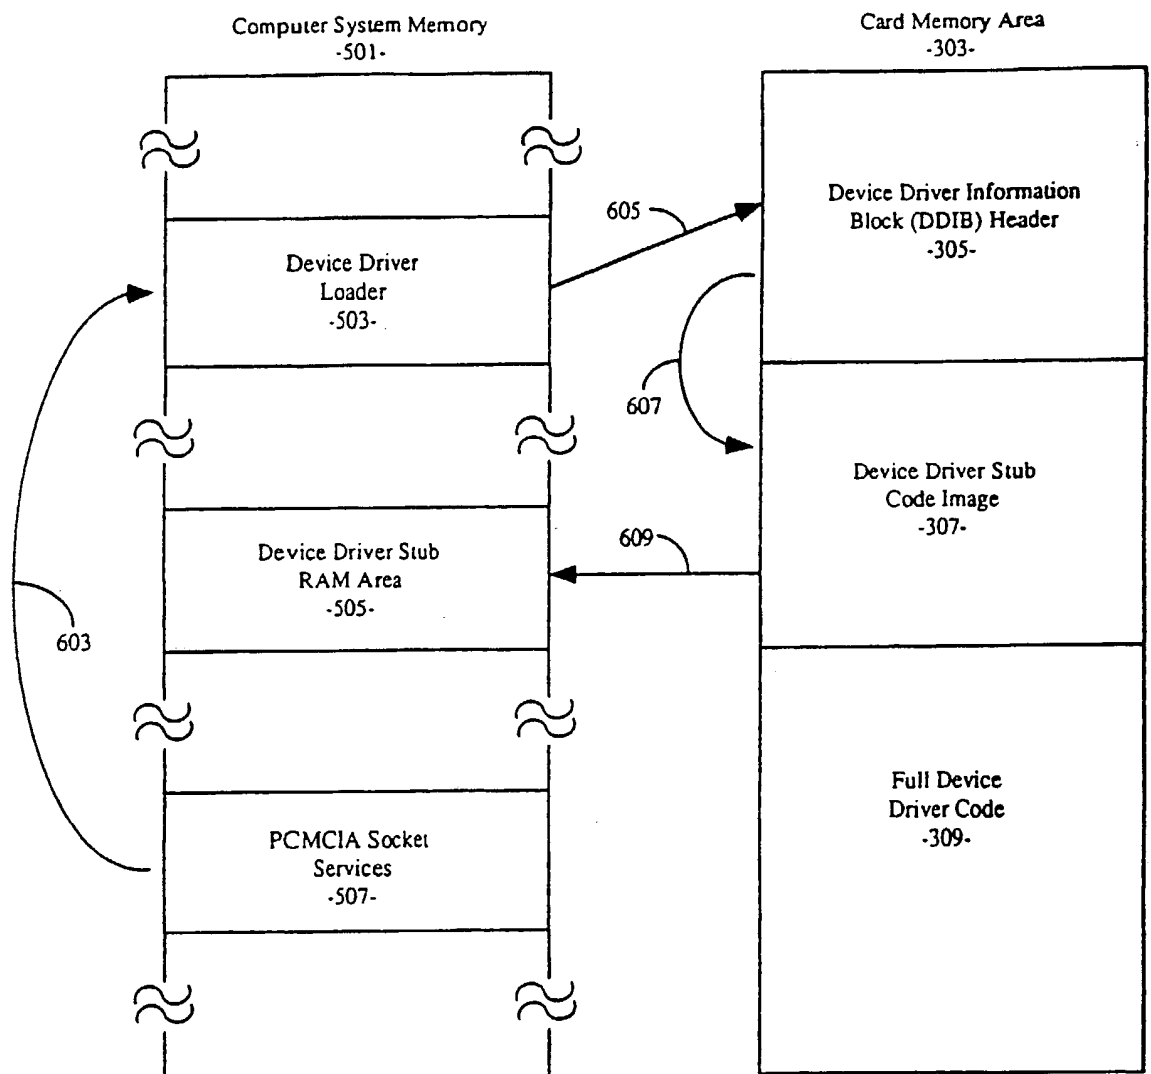 Computer System Memory
-501-
Card Memory Area
-303-
Device Driver Information
Block (DDIB) Header
-305-
605
Device Driver
Loader
-503-
607
Device Driver Stub
Code Image
-307-
609
Device Driver Stub
RAM Area
-505-
603
Full Device
Driver Code
-309-
PCMCIA Socket
Services
-507-